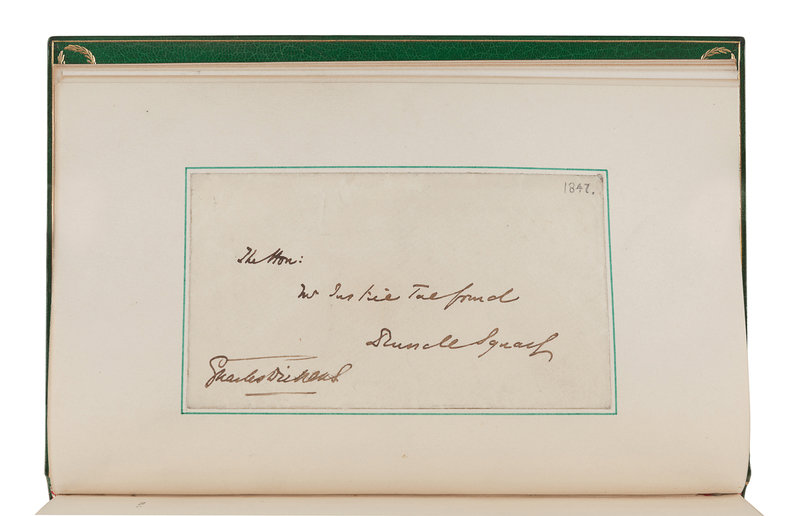 1847.
The Hon:
Mr Justice Talfourd
Russell Square
Charles Dickens